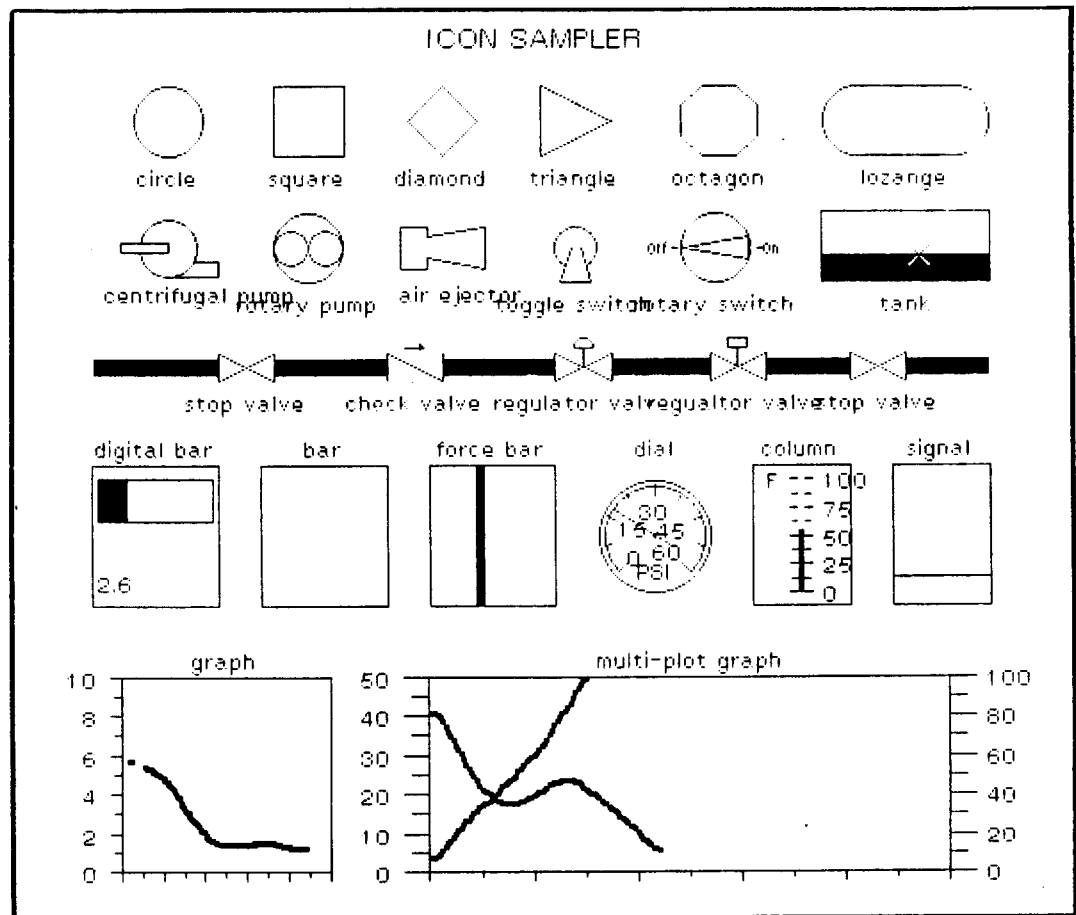 ICON SAMPLER
circle square diamond triangle octagon lozange
Off On
centrifugal pump rotary pump air ejector toggle switch rotary switch tank
stop valve check valve regulator valve regualtor valve stop valve
digital bar bar force bar dial column signal
F 100
75
50
25
0
30
15 45
0 60
PSI
2.6
graph multi-plot graph
10 50 100
8 40 80
6 30 60
4 20 40
2 10 20
0 0 0